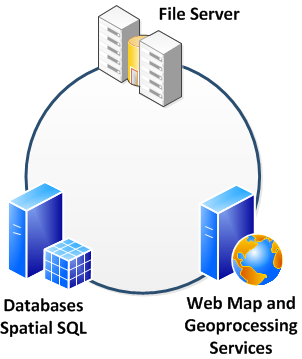 File Server
Databases
Spatial SQL
Web Map and
Geoprocessing
Services